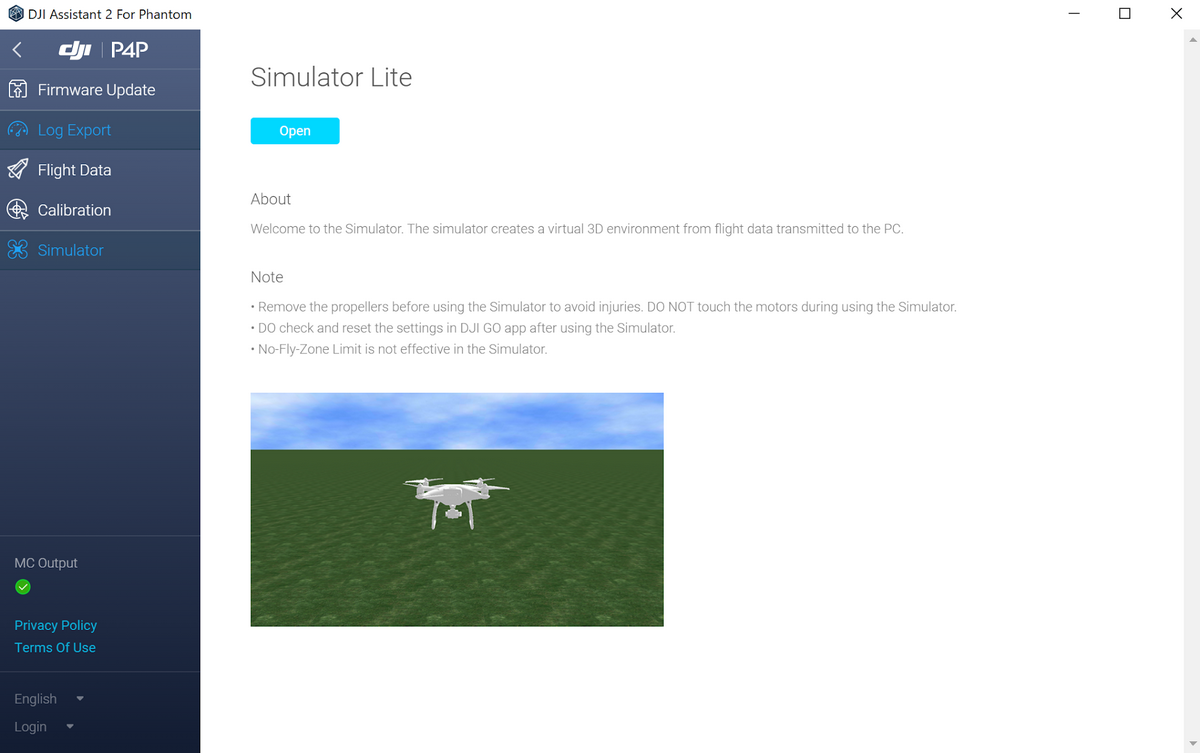 DJI Assistant 2 For Phantom
dji P4P
Firmware Update
Log Export
Flight Data
Calibration
Simulator
MC Output
Privacy Policy
Terms Of Use
English
Login
Simulator Lite
Open
About
Welcome to the Simulator. The simulator creates a virtual 3D environment from flight data transmitted to the PC.
Note
• Remove the propellers before using the Simulator to avoid injuries. DO NOT touch the motors during using the Simulator.
• DO check and reset the settings in DJI GO app after using the Simulator.
• No-Fly-Zone Limit is not effective in the Simulator.